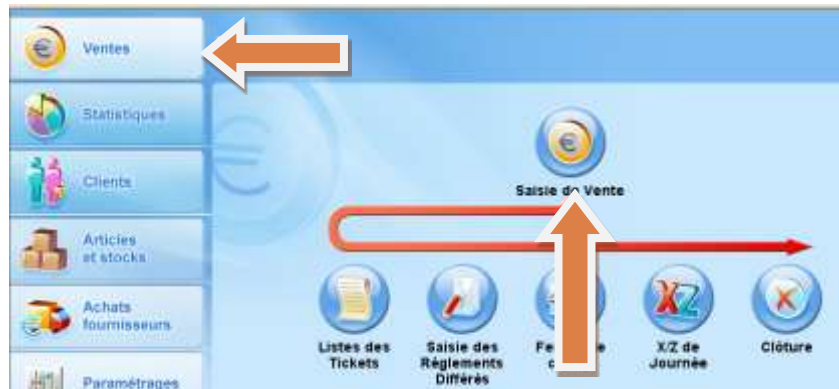 Ventes
Statistiques
Clients
Articles
et stocks
Achats
fournisseurs
Paramétrages
Saisie de Vente
Listes des
Tickets
Saisie des
Réglements
Différés
X/Z de
Journée
Clôture